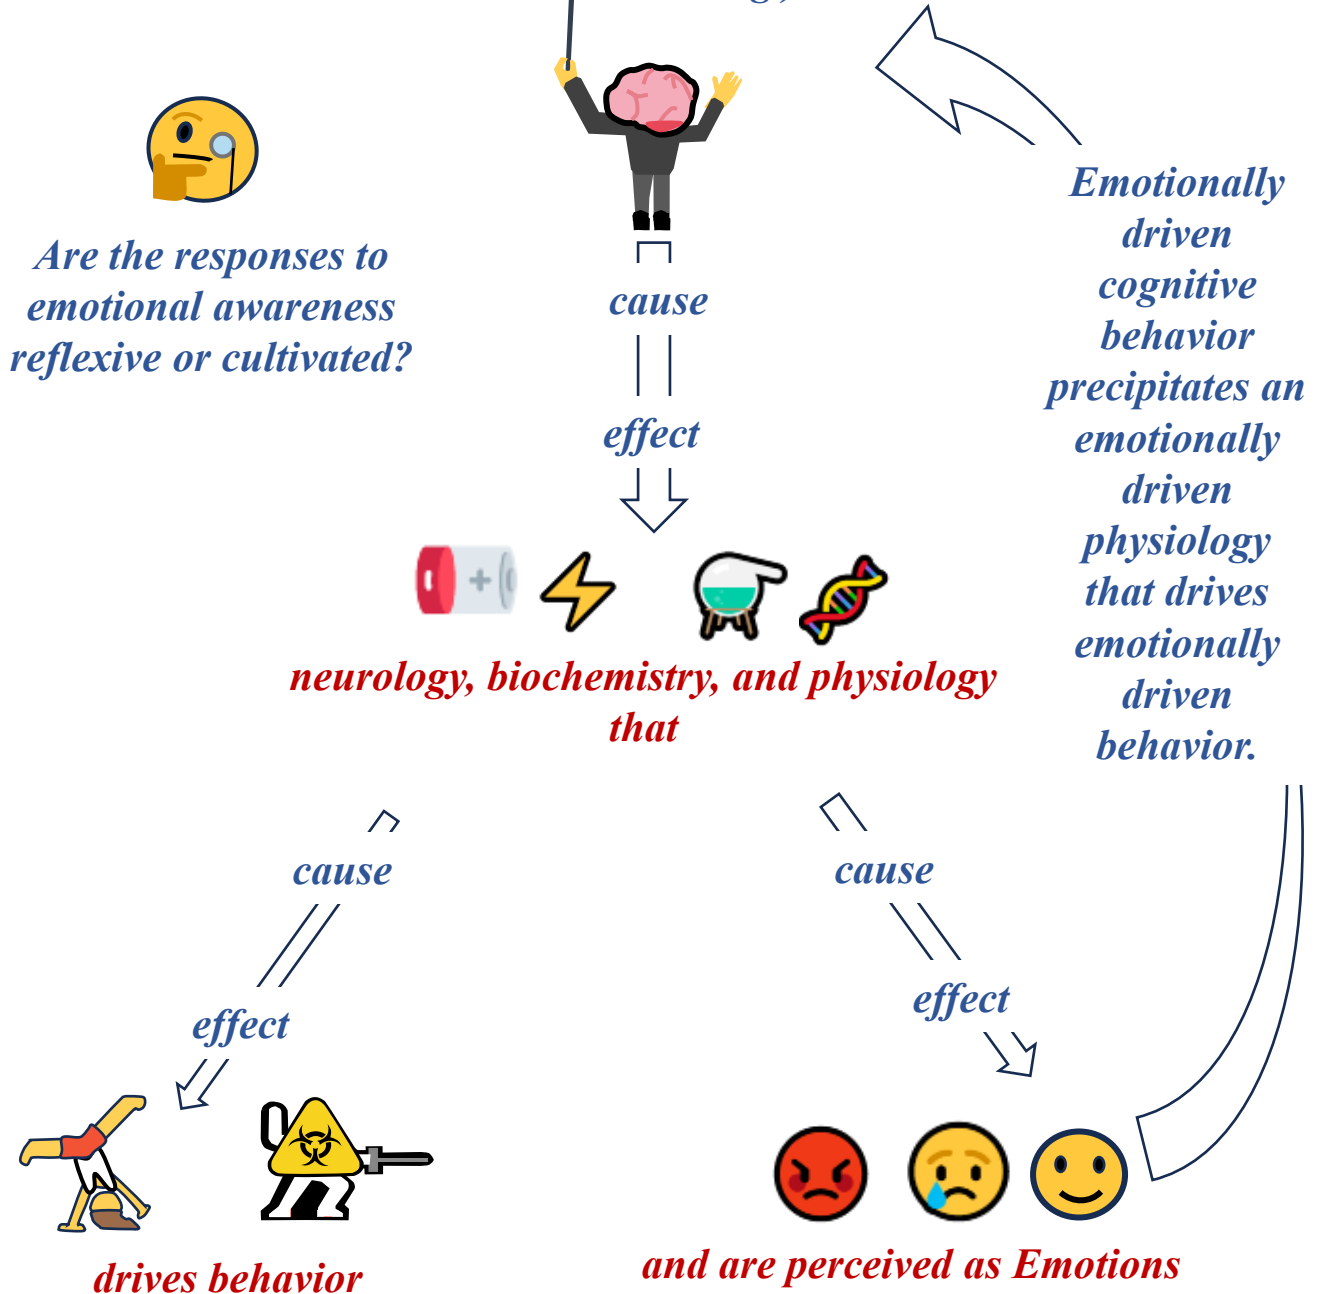 Are the responses to
emotional awareness
reflexive or cultivated?
cause
effect
Emotionally
driven
cognitive
behavior
precipitates an
emotionally
driven
physiology
that drives
emotionally
driven
behavior.
neurology, biochemistry, and physiology
that
cause
effect
cause
effect
drives behavior
and are perceived as Emotions